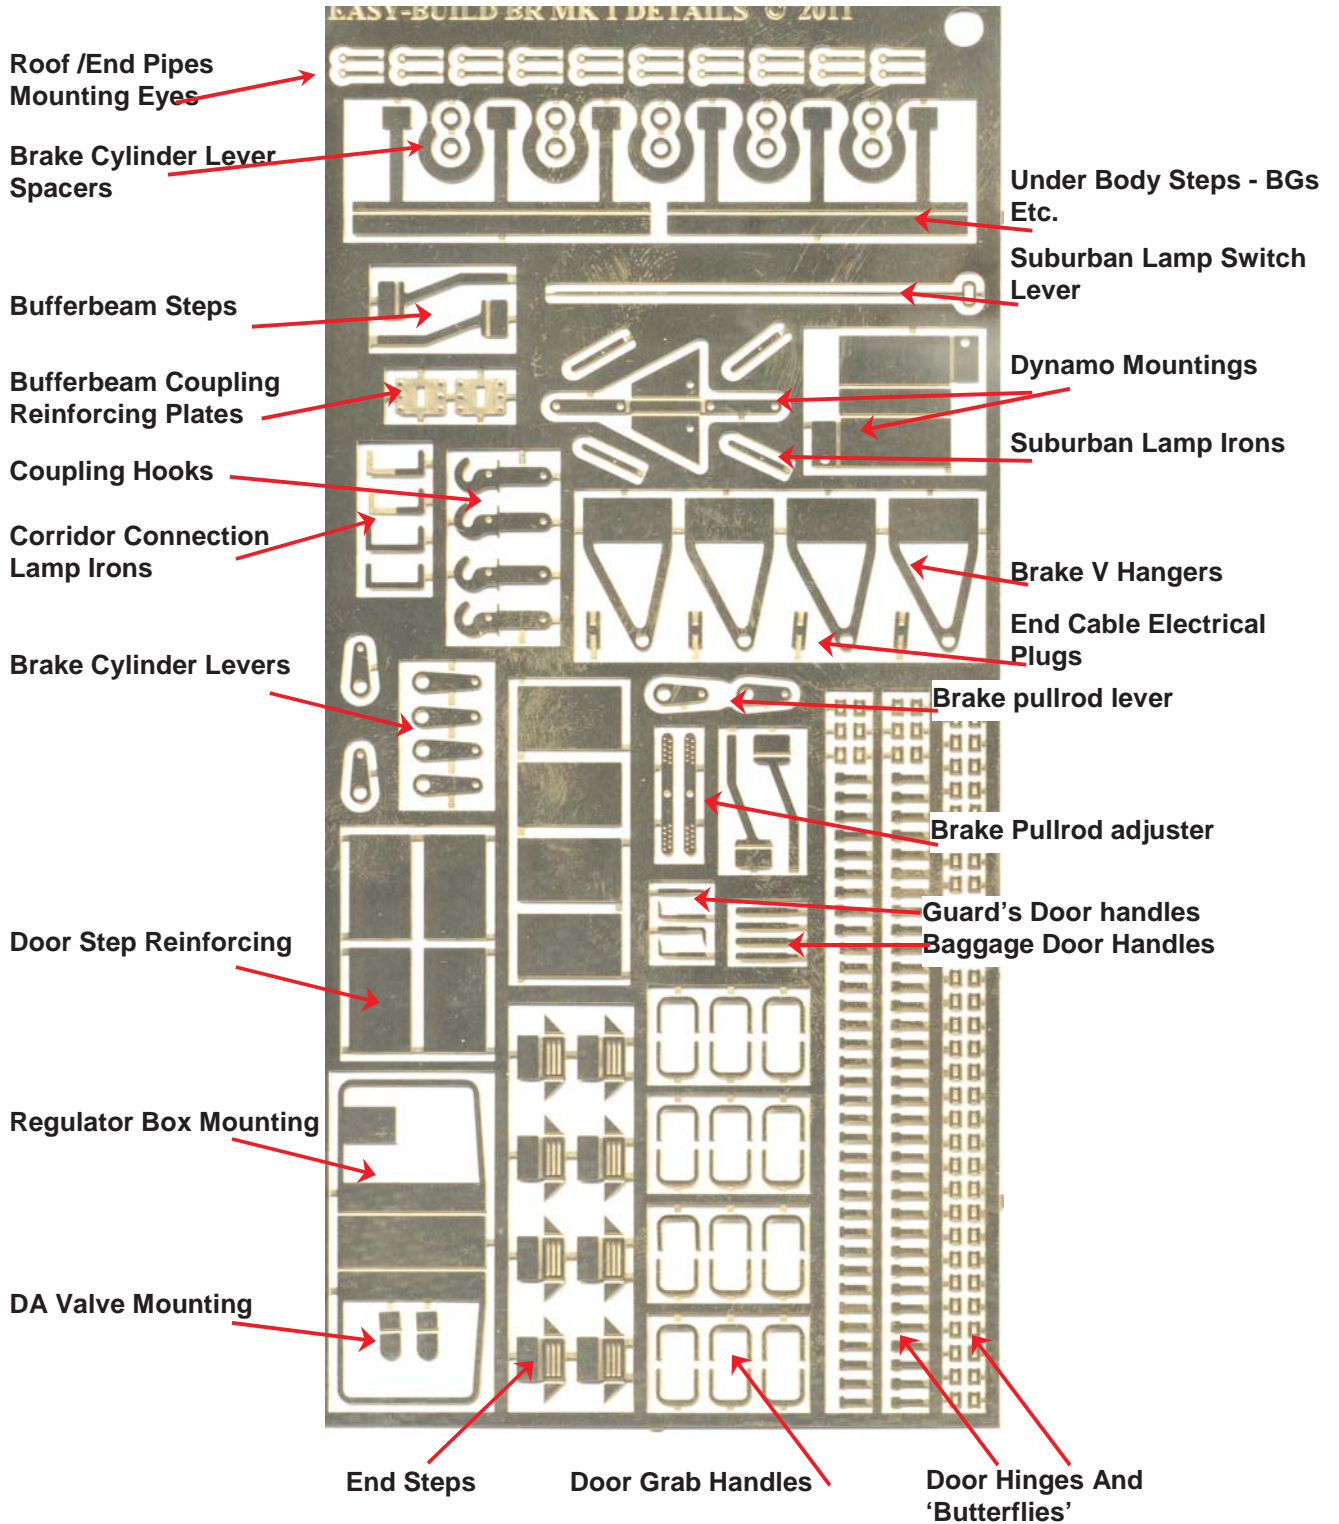 EASY-BUILD BR MK 1 DETAILS © 2011
Roof /End Pipes
Mounting Eyes
Brake Cylinder Lever
Spacers
Under Body Steps - BGs
Etc.
Suburban Lamp Switch
Lever
Bufferbeam Steps
Dynamo Mountings
Bufferbeam Coupling
Reinforcing Plates
Suburban Lamp Irons
Coupling Hooks
Corridor Connection
Lamp Irons
Brake V Hangers
End Cable Electrical
Plugs
Brake Cylinder Levers
Brake pullrod lever
Brake Pullrod adjuster
Guard’s Door handles
Baggage Door Handles
Door Step Reinforcing
Regulator Box Mounting
DA Valve Mounting
End Steps
Door Grab Handles
Door Hinges And
‘Butterflies’